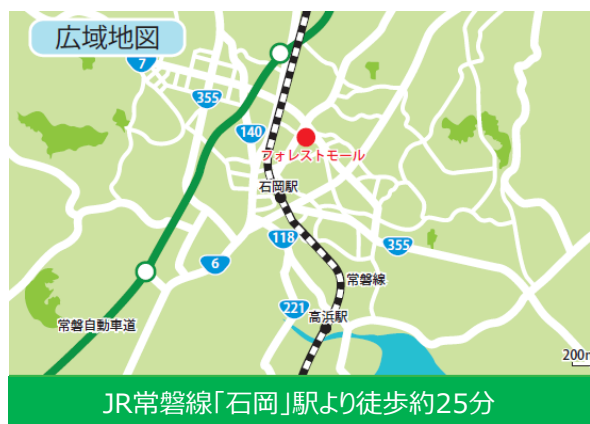 広域地図
7
355
140
フォレストモール
石岡駅
118
355
6
常磐線
221
高浜駅
常磐自動車道
200m
JR常磐線「石岡」駅より徒歩約25分